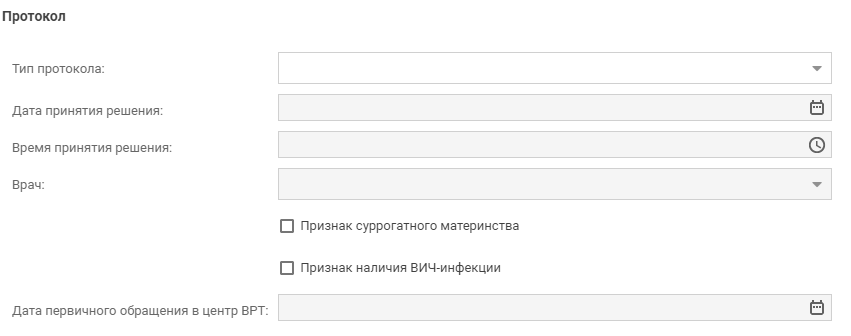 Протокол
Тип протокола:
Дата принятия решения:
Время принятия решения:
Врач:
Признак суррогатного материнства
Признак наличия ВИЧ-инфекции
Дата первичного обращения в центр ВРТ: